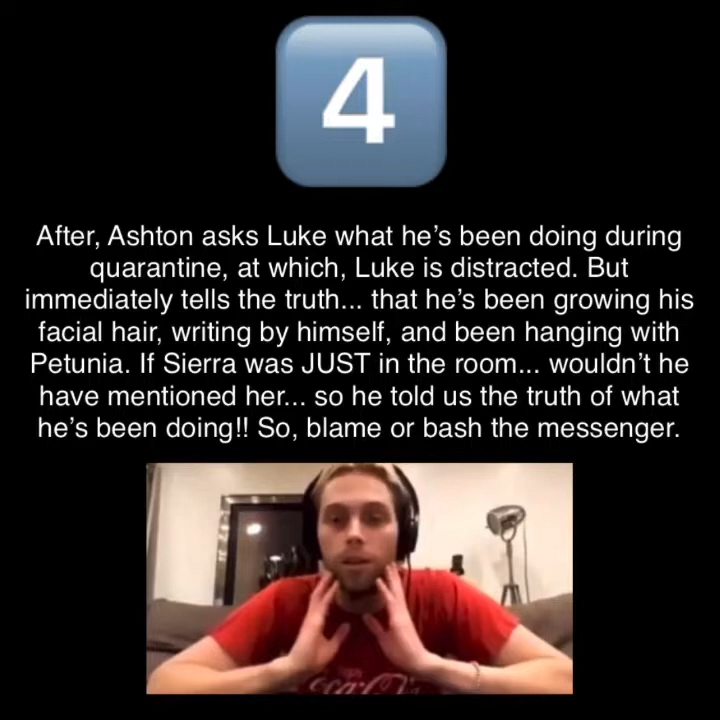 4
After, Ashton asks Luke what he’s been doing during
quarantine, at which, Luke is distracted. But
immediately tells the truth... that he’s been growing his
facial hair, writing by himself, and been hanging with
Petunia. If Sierra was JUST in the room... wouldn’t he
have mentioned her... so he told us the truth of what
he’s been doing!! So, blame or bash the messenger.
Coca-Cola